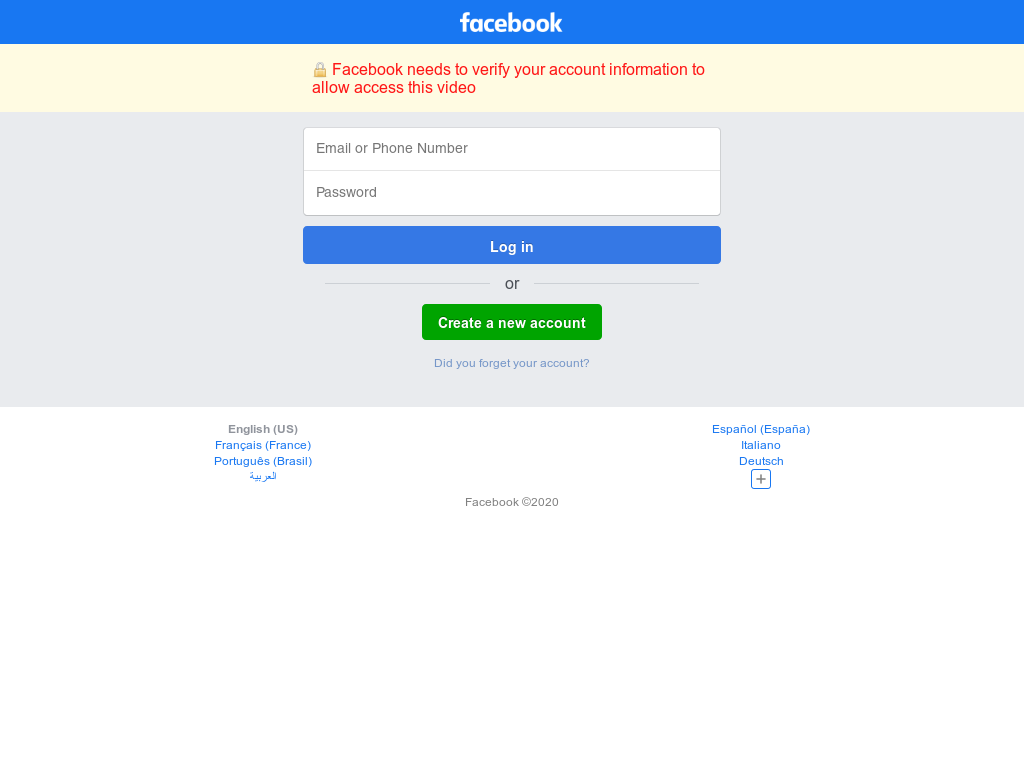 facebook
Facebook needs to verify your account information to
allow access this video
Email or Phone Number
Password
Log in
or
Create a new account
Did you forget your account?
English (US)
Français (France)
Português (Brasil)
العربية
Español (España)
Italiano
Deutsch
Facebook ©2020